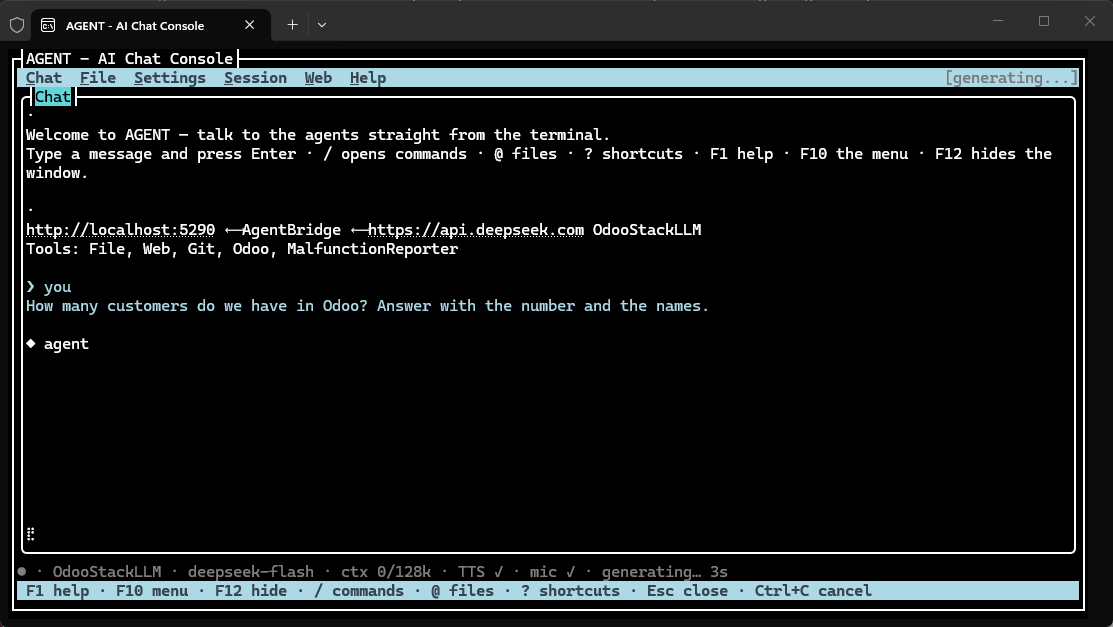 AGENT - AI Chat Console
AGENT — AI Chat Console
Chat File Settings Session Web Help [generating...]
Chat
.
Welcome to AGENT — talk to the agents straight from the terminal.
Type a message and press Enter · / opens commands · @ files · ? shortcuts · F1 help · F10 the menu · F12 hides the
window.
.
http://localhost:5290 ←—AgentBridge ←—https://api.deepseek.com OdooStackLLM
Tools: File, Web, Git, Odoo, MalfunctionReporter
❯ you
How many customers do we have in Odoo? Answer with the number and the names.
◆ agent
● · OdooStackLLM · deepseek-flash · ctx 0/128k · TTS √ · mic √ · generating… 3s
F1 help · F10 menu · F12 hide · / commands · @ files · ? shortcuts · Esc close · Ctrl+C cancel